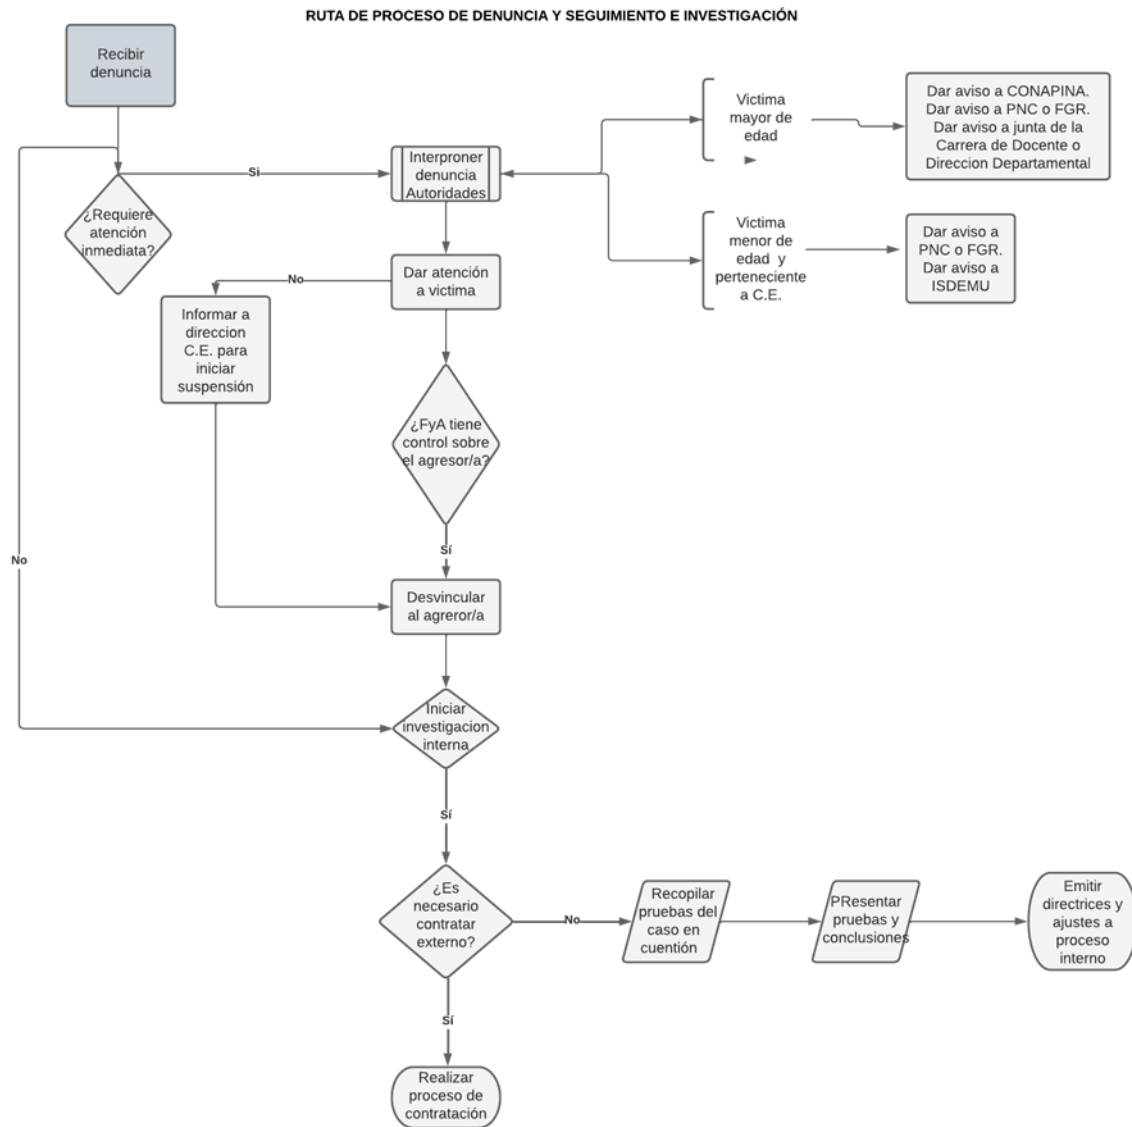 RUTA DE PROCESO DE DENUNCIA Y SEGUIMIENTO E INVESTIGACIÓN
Recibir
denuncia
¿Requiere
atención
inmediata?
Si
Interproner
denuncia
Autoridades
Victima
mayor de
edad
Dar aviso a CONAPINA.
Dar aviso a PNC o FGR.
Dar aviso a junta de la
Carrera de Docente o
Direccion Departamental
Victima
menor de
edad y
perteneciente
a C.E.
Dar aviso a
PNC o FGR.
Dar aviso a
ISDEMU
Dar atención
a victima
No
Informar a
direccion
C.E. para
iniciar
suspensión
¿FyA tiene
control sobre
el agresor/a?
Sí
No
Desvincular
al agreror/a
Iniciar
investigacion
interna
Sí
¿Es
necesario
contratar
externo?
No
Recopilar
pruebas del
caso en
cuentión
PResentar
pruebas y
conclusiones
Emitir
directrices y
ajustes a
proceso
interno
Sí
Realizar
proceso de
contratación